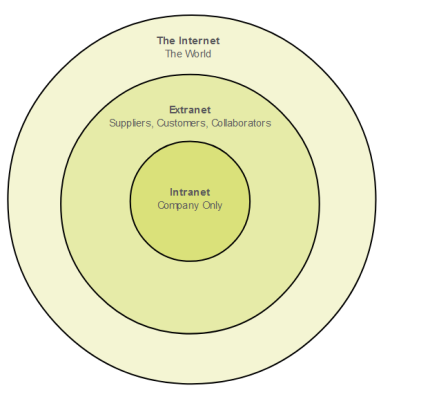 The Internet
The World
Extranet
Suppliers, Customers, Collaborators
Intranet
Company Only